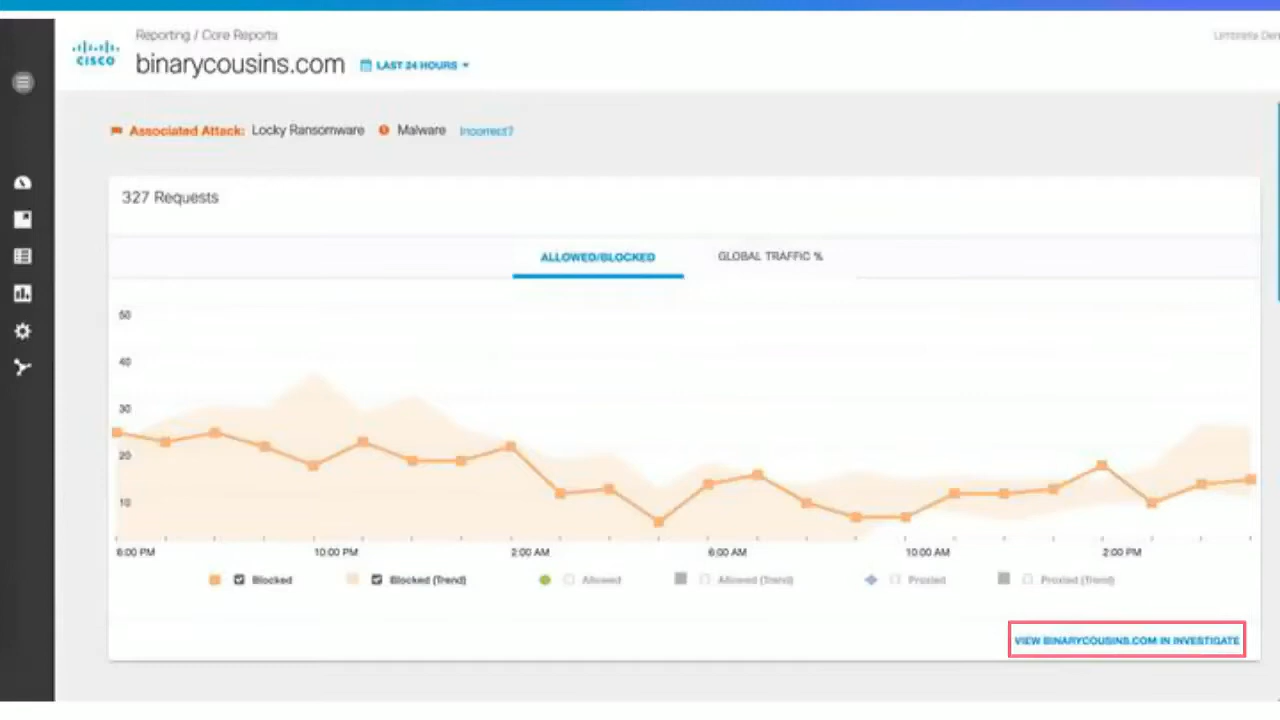 Reporting / Core Reports
CISCO
binarycousins.com
LAST 24 HOURS
Associated Attack: Locky Ransomware Malware Incorrect?
327 Requests
ALLOWED/BLOCKED GLOBAL TRAFFIC %
50
40
30
20
10
6:00 PM 10:00 PM 2:00 AM 6:00 AM 10:00 AM 2:00 PM
Blocked Blocked (Trend) Allowed Allowed (Trend) Proxied Proxied (Trend)
VIEW BINARYCOUSINS.COM IN INVESTIGATE